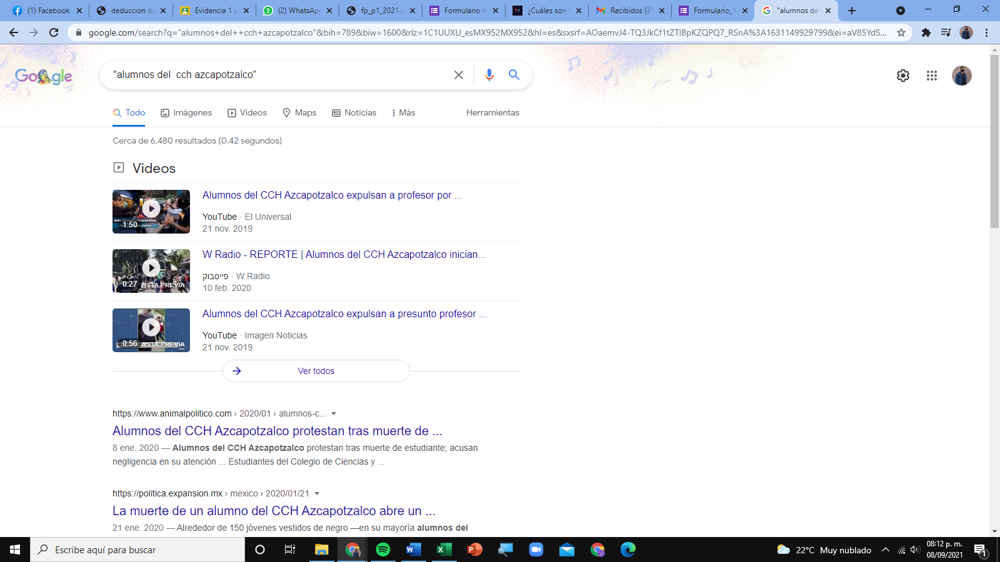 (1) Facebook
deduccion de
Evidencia 1 p
(2) WhatsApp
fp_p1_2021-2
Formulario si
¿Cuáles son l
Recibidos (31
Formulario_1
"alumnos del
google.com/search?q="alumnos+del++cch+azcapotzalco"&bih=789&biw=1600&rlz=1C1UUXU_esMX952MX952&hl=es&sxsrf=AOaemvJ4-TQ3JkCf1tZTIBpKZQPQ7_RSnA%3A1631149929799&ei=aV85YdS...
Google
"alumnos del  cch azcapotzalco"
Todo
Imágenes
Videos
Maps
Noticias
Más
Herramientas
Cerca de 6,480 resultados (0.42 segundos)
Videos
1:50
Alumnos del CCH Azcapotzalco expulsan a profesor por ...
YouTube · El Universal
21 nov. 2019
0:27
VISTA PREVIA
W Radio - REPORTE | Alumnos del CCH Azcapotzalco inician...
פייסבוק · W Radio
10 feb. 2020
0:56
VISTA PREVIA
Alumnos del CCH Azcapotzalco expulsan a presunto profesor ...
YouTube · Imagen Noticias
21 nov. 2019
Ver todos
https://www.animalpolitico.com › 2020/01 › alumnos-c...
Alumnos del CCH Azcapotzalco protestan tras muerte de ...
8 ene. 2020 — Alumnos del CCH Azcapotzalco protestan tras muerte de estudiante; acusan
negligencia en su atención ... Estudiantes del Colegio de Ciencias y ...
https://politica.expansion.mx › mexico › 2020/01/21
La muerte de un alumno del CCH Azcapotzalco abre un ...
21 ene. 2020 — Alrededor de 150 jóvenes vestidos de negro —en su mayoría alumnos del
Escribe aquí para buscar
22°C Muy nublado
08:12 p. m.
08/09/2021
1